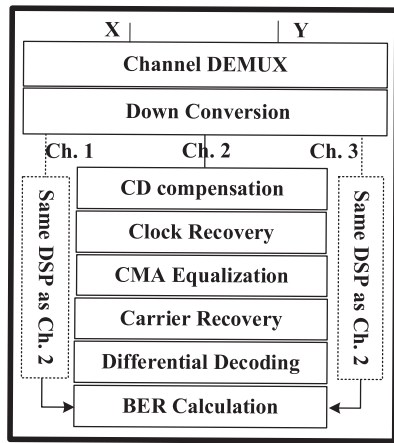 X Y
Channel DEMUX
Down Conversion
Ch. 1 Ch. 2 Ch. 3
Same DSP as Ch. 2
CD compensation
Clock Recovery
CMA Equalization
Carrier Recovery
Differential Decoding
BER Calculation
Same DSP as Ch. 2